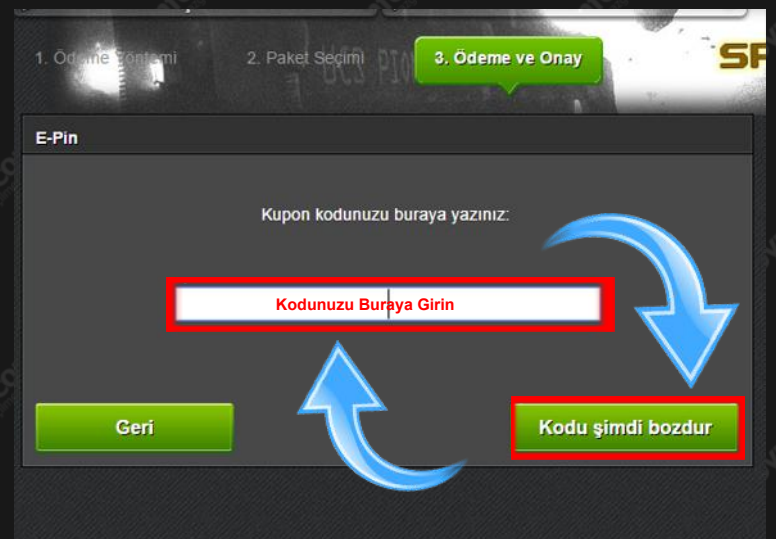 1. Ödeme Yöntemi
2. Paket Seçimi
3. Ödeme ve Onay
SP
E-Pin
Kupon kodunuzu buraya yazınız:
Kodunuzu Buraya Girin
Geri
Kodu şimdi bozdur